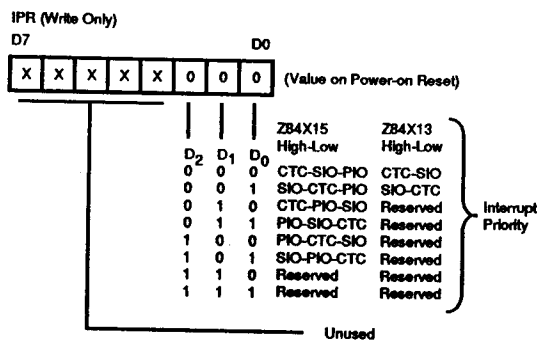 IPR (Write Only)
D7 D0
X X X X X 0 0 0 (Value on Power-on Reset)
Z84X15 Z84X13
High-Low High-Low
D2 D1 D0
0 0 0 CTC-SIO-PIO CTC-SIO
0 0 1 SIO-CTC-PIO SIO-CTC
0 1 0 CTC-PIO-SIO Reserved
0 1 1 PIO-SIO-CTC Reserved
1 0 0 PIO-CTC-SIO Reserved
1 0 1 SIO-PIO-CTC Reserved
1 1 0 Reserved Reserved
1 1 1 Reserved Reserved
Interrupt
Priority
Unused